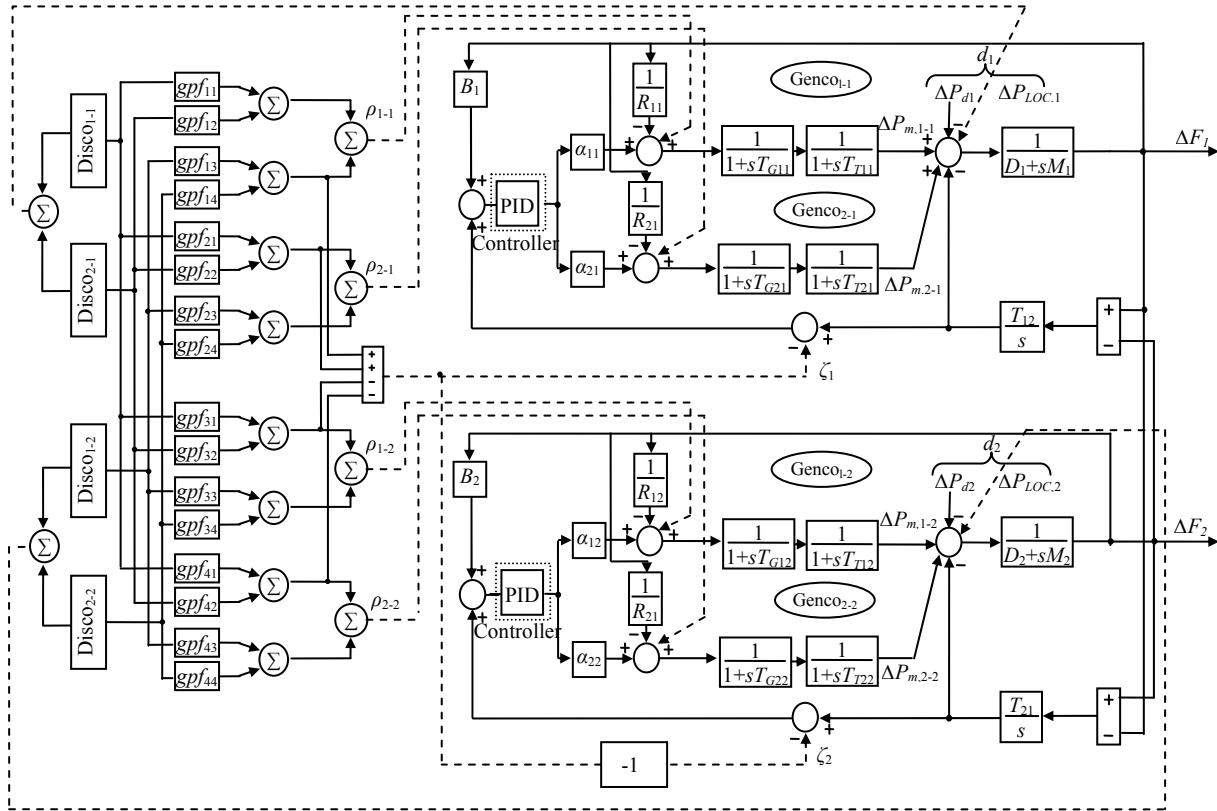 Disco1-1
Disco2-1
Disco1-2
Disco2-2
gpf11
gpf12
gpf13
gpf14
gpf21
gpf22
gpf23
gpf24
gpf31
gpf32
gpf33
gpf34
gpf41
gpf42
gpf43
gpf44
Σ
Σ
Σ
Σ
Σ
Σ
Σ
Σ
Σ
Σ
Σ
Σ
Σ
Σ
-
-
ρ1-1
ρ2-1
ρ1-2
ρ2-2
+
+
-
-
B1
+
+
PID
Controller
α11
α21
1
R11
1
R21
-
+
+
-
+
+
Genco1-1
1
1+sTG11
1
1+sTT11
ΔPm,1-1
Genco2-1
1
1+sTG21
1
1+sTT21
ΔPm,2-1
d1
ΔPd1
ΔPLOC,1
-
-
+
+
-
1
D1+sM1
ΔF1
T12
s
+
-
+
-
ζ1
B2
+
+
PID
Controller
α12
α22
1
R12
1
R21
-
+
+
-
+
+
Genco1-2
1
1+sTG12
1
1+sTT12
ΔPm,1-2
Genco2-2
1
1+sTG22
1
1+sTT22
ΔPm,2-2
d2
ΔPd2
ΔPLOC,2
-
-
+
+
-
1
D2+sM2
ΔF2
T21
s
+
-
+
-
ζ2
-1